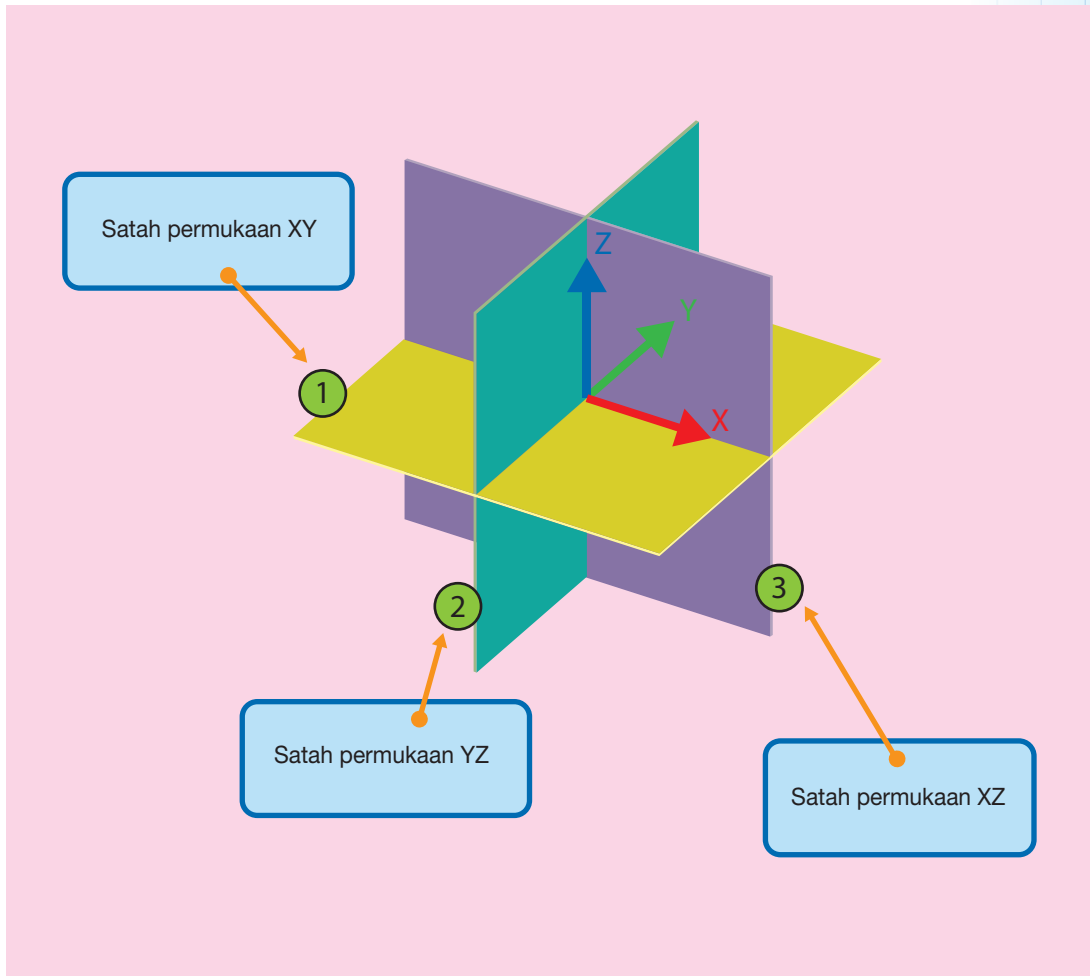 Satah permukaan XY
Z
Y
1
X
3
2
Satah permukaan YZ
Satah permukaan XZ